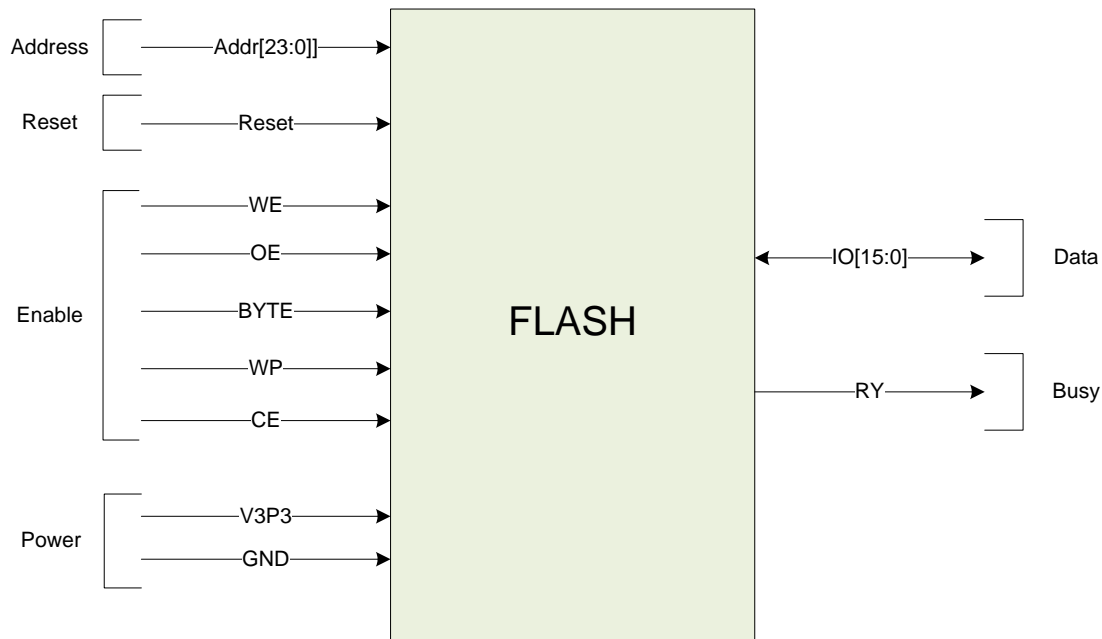 Address
Addr[23:0]]
Reset
Reset
WE
OE
BYTE
WP
CE
Enable
V3P3
GND
Power
FLASH
IO[15:0]
Data
RY
Busy